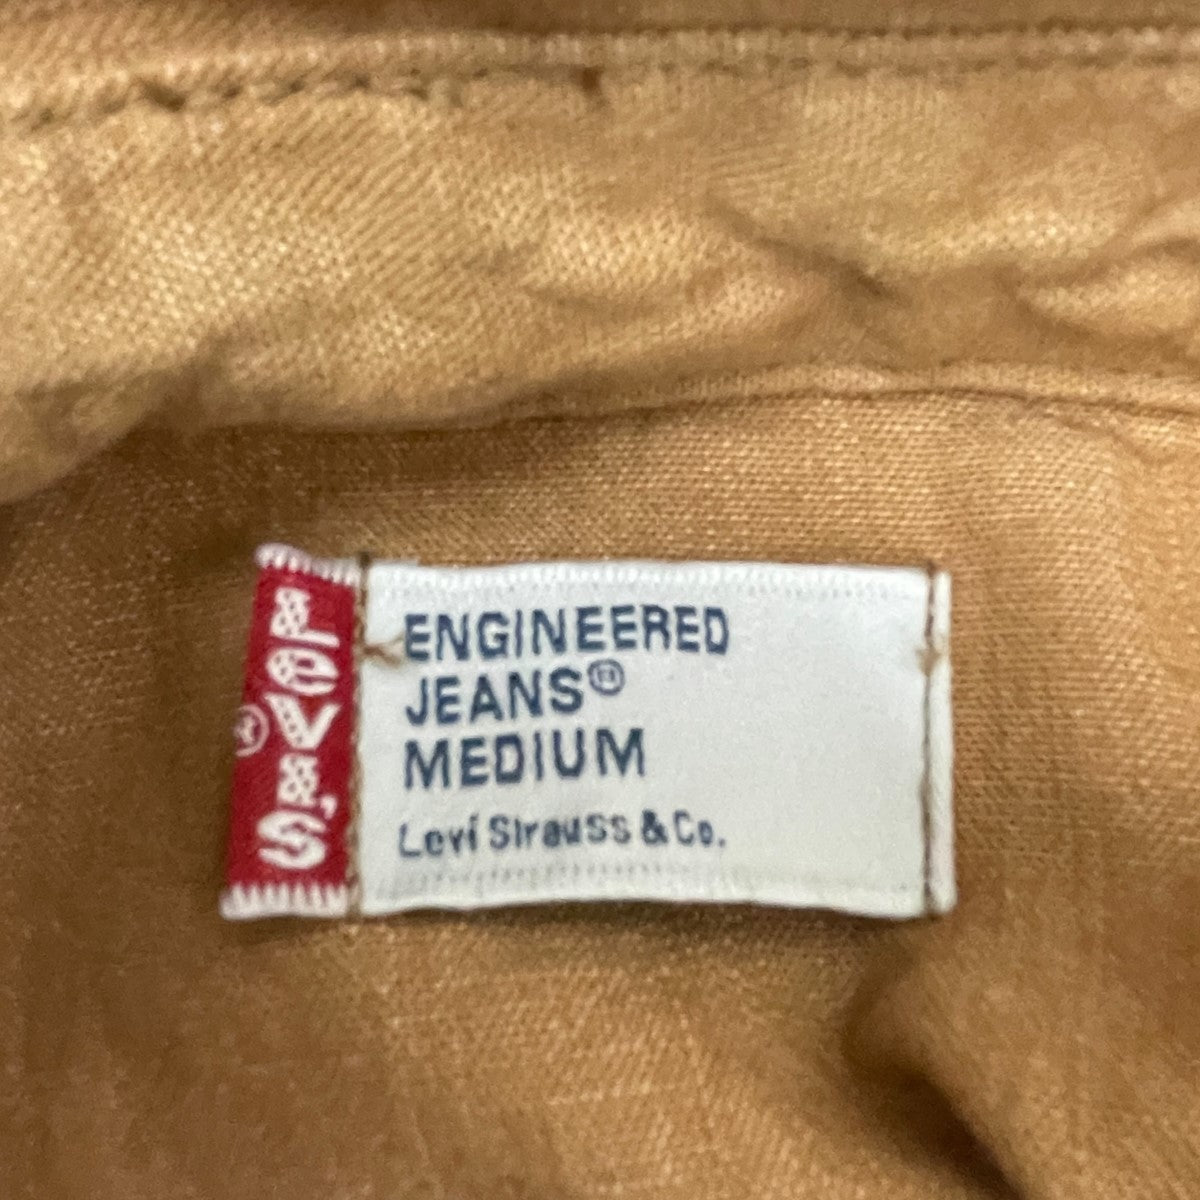 LEVI'S®
ENGINEERED
JEANS®
MEDIUM
Levi Strauss & Co.